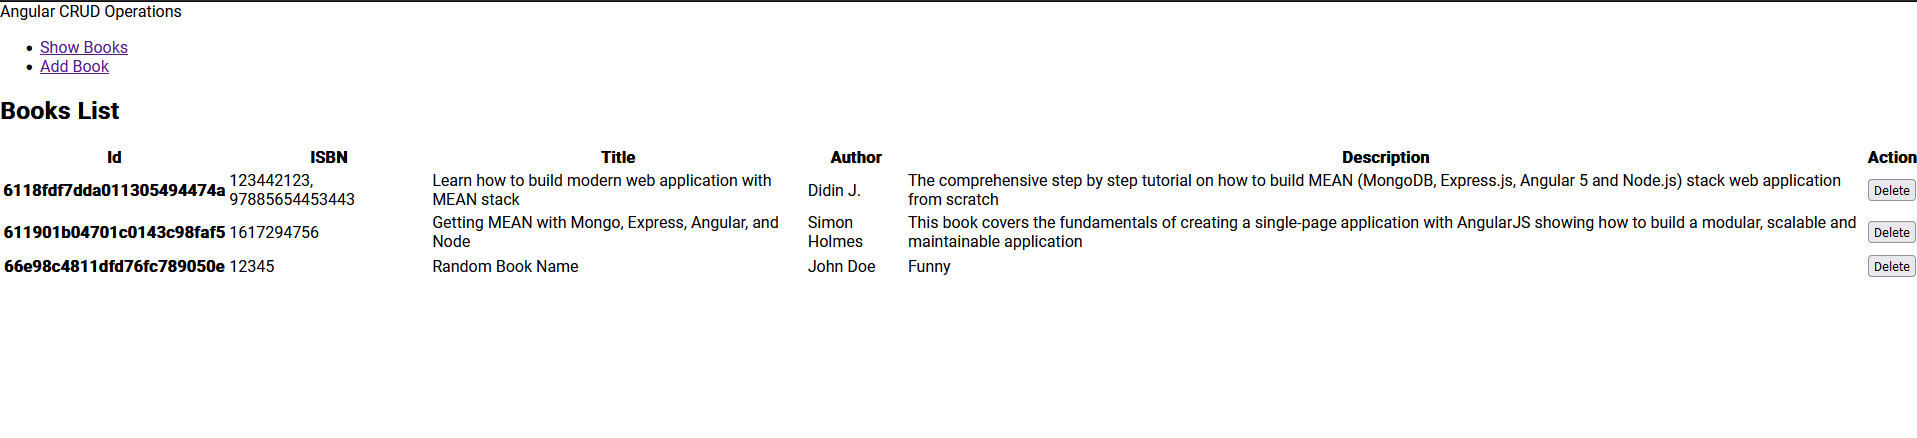 Angular CRUD Operations
Show Books
Add Book
Books List
Id ISBN Title Author Description Action
6118fdf7dda011305494474a 123442123, 97885654453443 Learn how to build modern web application with MEAN stack Didin J. The comprehensive step by step tutorial on how to build MEAN (MongoDB, Express.js, Angular 5 and Node.js) stack web application from scratch Delete
611901b04701c0143c98faf5 1617294756 Getting MEAN with Mongo, Express, Angular, and Node Simon Holmes This book covers the fundamentals of creating a single-page application with AngularJS showing how to build a modular, scalable and maintainable application Delete
66e98c4811dfd76fc789050e 12345 Random Book Name John Doe Funny Delete